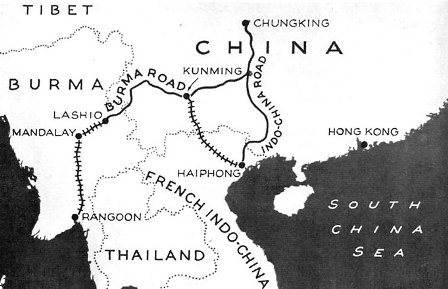 TIBET
CHUNGKING
CHINA
BURMA
BURMA ROAD
KUNMING
INDO-CHINA ROAD
LASHIO
MANDALAY
HONG KONG
HAIPHONG
FRENCH INDO-CHINA
RANGOON
SOUTH
CHINA
SEA
THAILAND